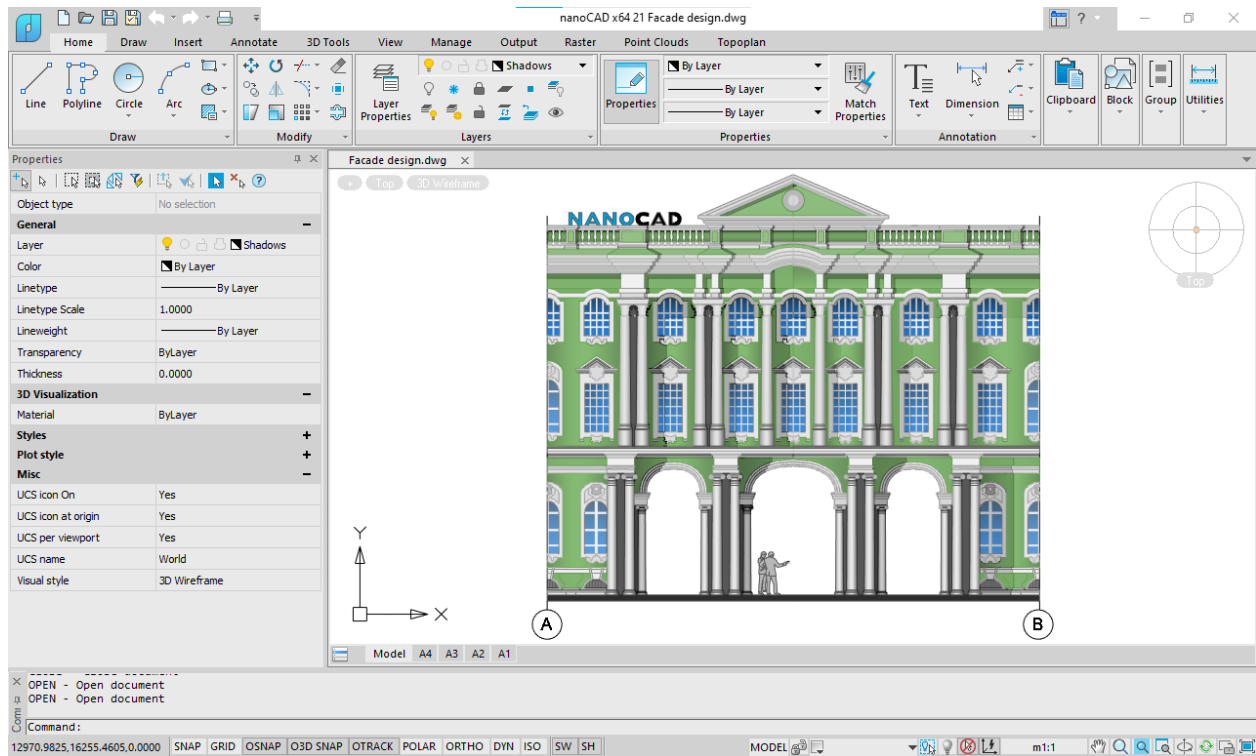 nanoCAD x64 21 Facade design.dwg
?
Home Draw Insert Annotate 3D Tools View Manage Output Raster Point Clouds Topoplan
Shadows By Layer
By Layer
By Layer
Line Polyline Circle Arc Layer Properties Properties Match Properties Text Dimension Clipboard Block Group Utilities
Draw Modify Layers Properties Annotation
Properties
Facade design.dwg
+ Top 3D Wireframe
Object type No selection
General
Layer Shadows
Color By Layer
Linetype By Layer
Linetype Scale 1.0000
Lineweight By Layer
Transparency ByLayer
Thickness 0.0000
3D Visualization
Material ByLayer
Styles
Plot style
Misc
UCS icon On Yes
UCS icon at origin Yes
UCS per viewport Yes
UCS name World
Visual style 3D Wireframe
NANOCAD
Top
Y
X
A B
Model A4 A3 A2 A1
OPEN - Open document
OPEN - Open document
Command:
12970.9825,16255.4605,0.0000 SNAP GRID OSNAP O3D SNAP OTRACK POLAR ORTHO DYN ISO SW SH MODEL m1:1